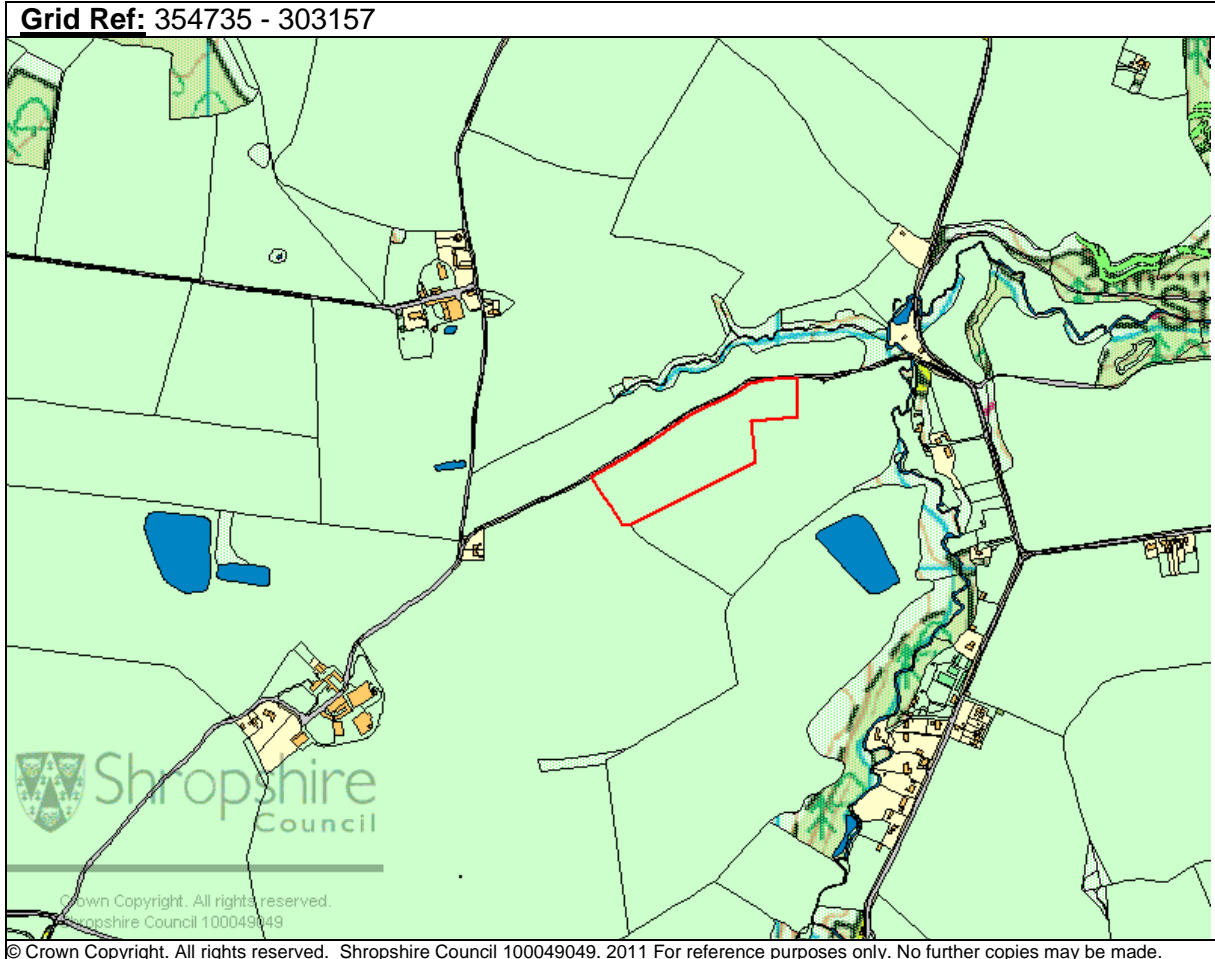 Grid Ref: 354735 - 303157
Shropshire
Council
Crown Copyright. All rights reserved.
Shropshire Council 100049049
© Crown Copyright. All rights reserved. Shropshire Council 100049049. 2011 For reference purposes only. No further copies may be made.